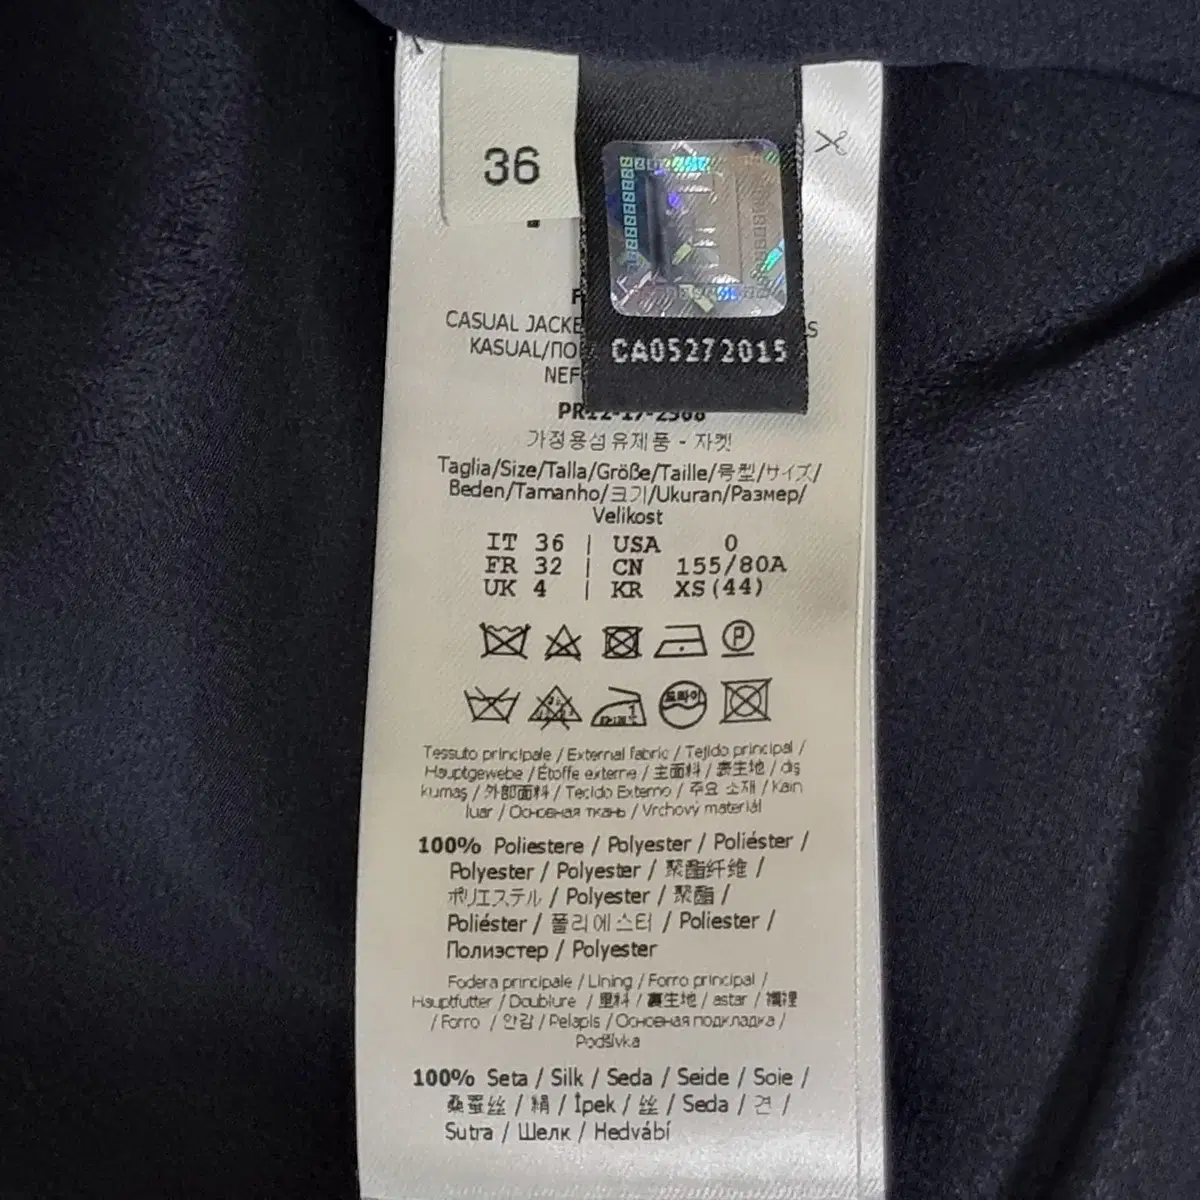 36
CA05272015
CASUAL JACKE
KASUAL/ПО
NEF
가정용섬유제품 - 자켓
Taglia/Size/Talla/Größe/Taille/号型/サイズ/
Beden/Tamanho/크기/Ukuran/Размер/
Velikost
IT 36 | USA 0
FR 32 | CN 155/80A
UK 4 | KR XS(44)
드라이
Tessuto principale / External fabric / Tejido principal /
Hauptgewebe / Étoffe externe / 主面料 / 表生地 / dış
kumaş / 外部面料 / Tecido Externo / 주요 소재 / Kain
luar / Основная ткань / Vrchový materiál
100% Poliestere / Polyester / Poliéster /
Polyester / Polyester / 聚酯纤维 /
ポリエステル / Polyester / 聚酯 /
Poliéster / 폴리에스터 / Poliester /
Полиэстер / Polyester
Fodera principale / Lining / Forro principal /
Hauptfutter / Doublure / 里料 / 裏生地 / astar / 襯裡
/ Forro / 안감 / Pelapis / Основная подкладка /
Podšívka
100% Seta / Silk / Seda / Seide / Soie /
桑蚕丝 / 絹 / İpek / 丝 / Seda / 견 /
Sutra / Шелк / Hedvábí